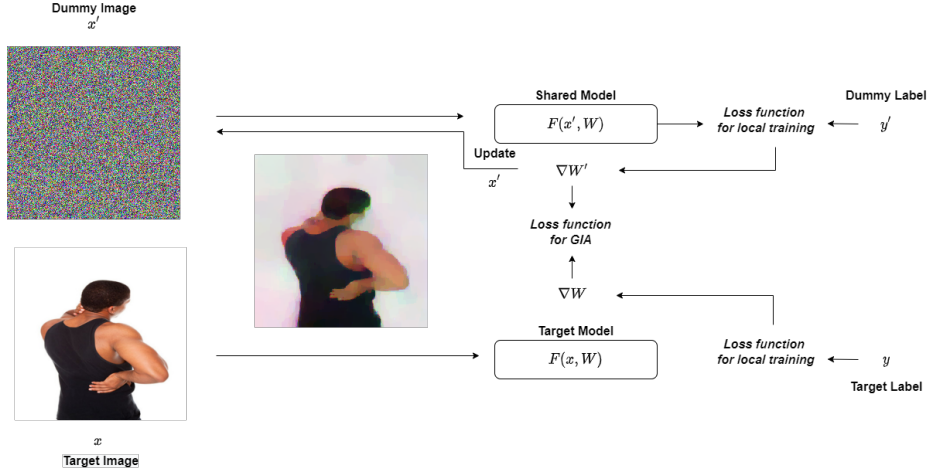 Dummy Image
x′
Shared Model
F(x′, W)
Loss function
for local training
Dummy Label
y′
Update
x′
∇W′
Loss function
for GIA
∇W
Target Model
F(x, W)
Loss function
for local training
y
Target Label
x
Target Image